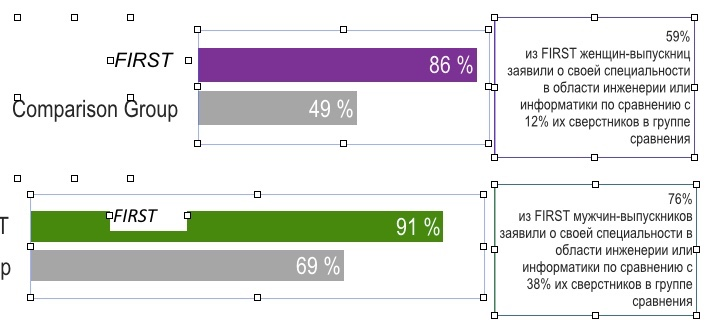 FIRST
86 %
Comparison Group
49 %
59%
из FIRST женщин-выпускниц
заявили о своей специальности
в области инженерии или
информатики по сравнению с
12% их сверстников в группе
сравнения
T
FIRST
91 %
p
69 %
76%
из FIRST мужчин-выпускников
заявили о своей специальности в
области инженерии или
информатики по сравнению с
38% их сверстников в группе
сравнения